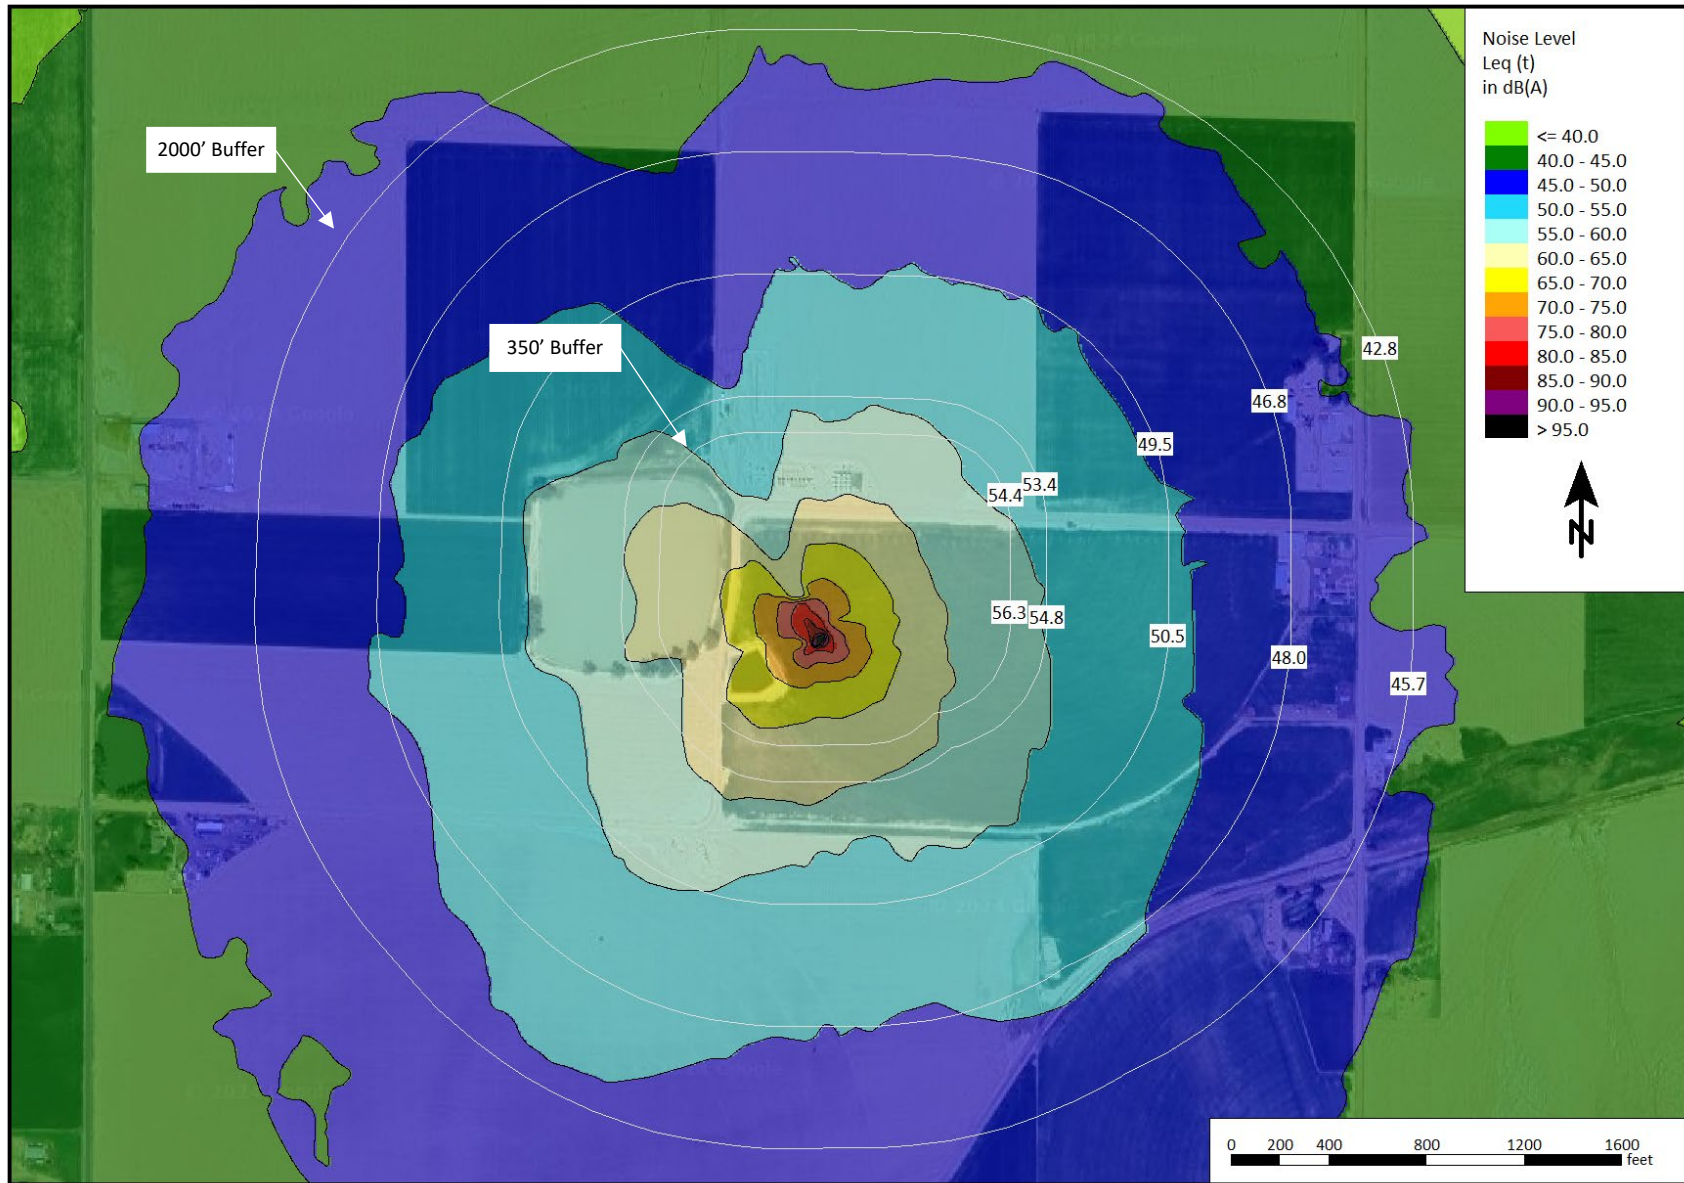 Noise Level
Leq (t)
in dB(A)
<= 40.0
40.0 - 45.0
45.0 - 50.0
50.0 - 55.0
55.0 - 60.0
60.0 - 65.0
65.0 - 70.0
70.0 - 75.0
75.0 - 80.0
80.0 - 85.0
85.0 - 90.0
90.0 - 95.0
> 95.0
N
2000’ Buffer
350’ Buffer
42.8
46.8
49.5
53.4
54.4
56.3
54.8
50.5
48.0
45.7
0 200 400 800 1200 1600
feet